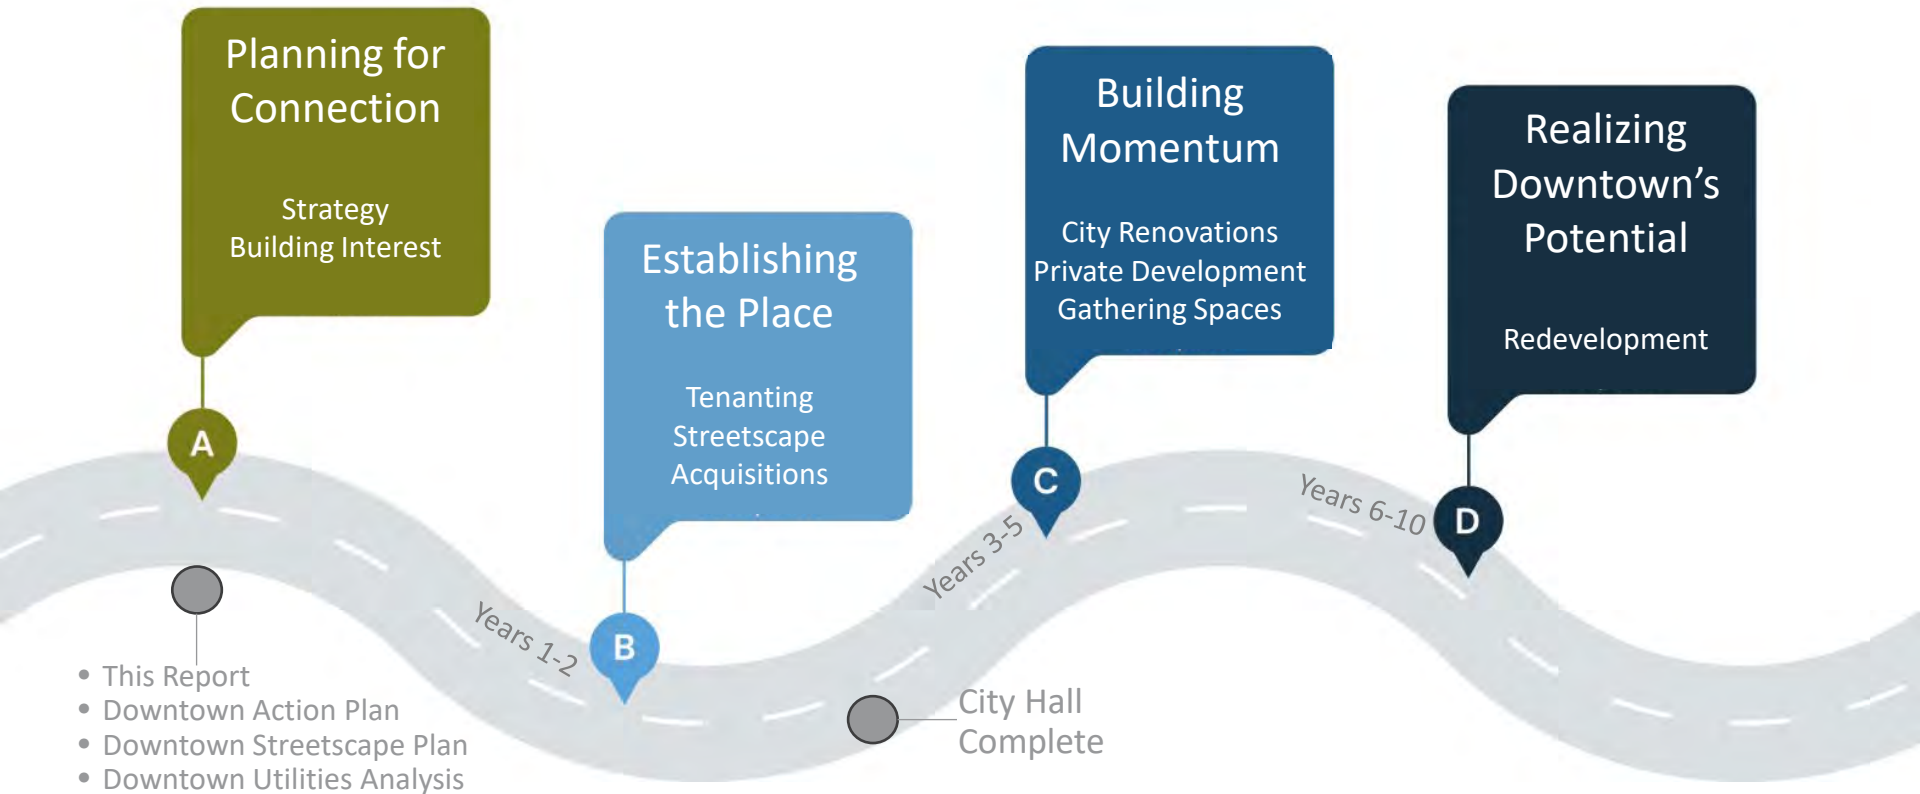 Planning for
Connection
Strategy
Building Interest
A
Establishing
the Place
Tenanting
Streetscape
Acquisitions
B
Building
Momentum
City Renovations
Private Development
Gathering Spaces
C
Realizing
Downtown’s
Potential
Redevelopment
D
Years 1-2
Years 3-5
Years 6-10
• This Report
• Downtown Action Plan
• Downtown Streetscape Plan
• Downtown Utilities Analysis
City Hall
Complete